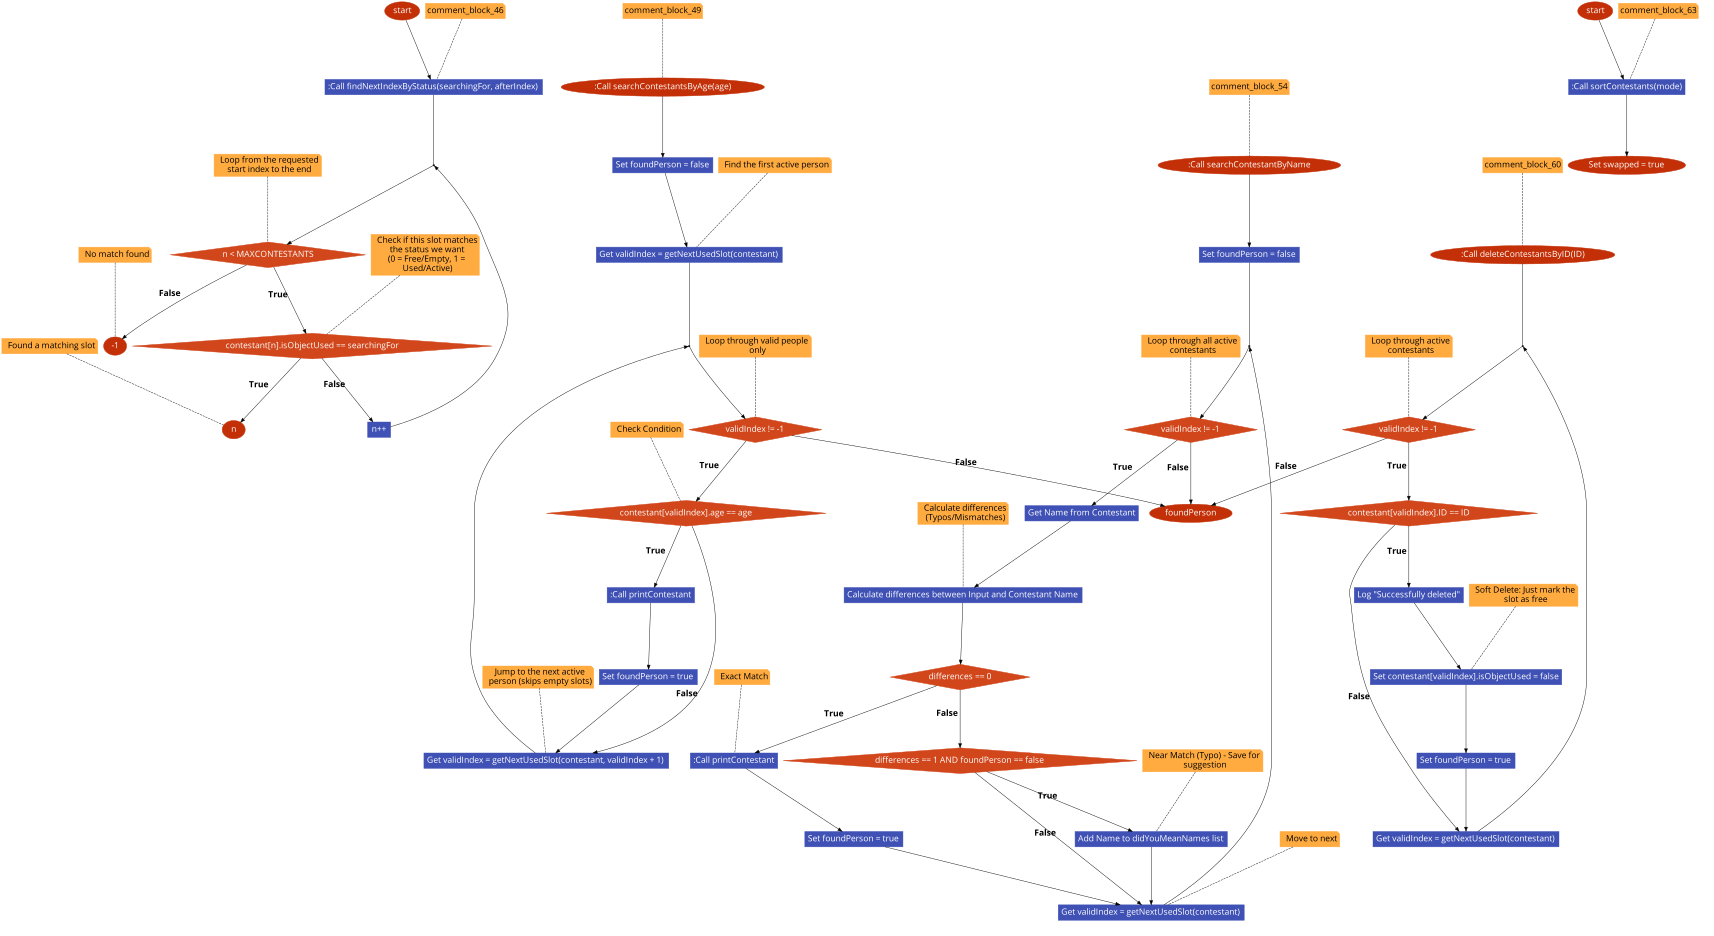 start
comment_block_46
comment_block_49
start
comment_block_63
:Call findNextIndexByStatus(searchingFor, afterIndex)
:Call searchContestantsByAge(age)
comment_block_54
:Call sortContestants(mode)
Loop from the requested
start index to the end
Set foundPerson = false
Find the first active person
:Call searchContestantByName
comment_block_60
Set swapped = true
No match found
n < MAXCONTESTANTS
Check if this slot matches
the status we want
(0 = Free/Empty, 1 =
Used/Active)
Get validIndex = getNextUsedSlot(contestant)
Set foundPerson = false
:Call deleteContestantsByID(ID)
False
True
Found a matching slot
-1
contestant[n].isObjectUsed == searchingFor
Loop through valid people
only
Loop through all active
contestants
Loop through active
contestants
True
False
n
n++
Check Condition
validIndex != -1
validIndex != -1
validIndex != -1
True
False
True
False
False
True
contestant[validIndex].age == age
Calculate differences
(Typos/Mismatches)
Get Name from Contestant
foundPerson
contestant[validIndex].ID == ID
True
True
:Call printContestant
Calculate differences between Input and Contestant Name
Log "Successfully deleted"
Soft Delete: Just mark the
slot as free
Jump to the next active
person (skips empty slots)
Set foundPerson = true
False
Exact Match
differences == 0
Set contestant[validIndex].isObjectUsed = false
False
True
False
Get validIndex = getNextUsedSlot(contestant, validIndex + 1)
:Call printContestant
differences == 1 AND foundPerson == false
Near Match (Typo) - Save for
suggestion
Set foundPerson = true
True
False
Set foundPerson = true
Add Name to didYouMeanNames list
Move to next
Get validIndex = getNextUsedSlot(contestant)
Get validIndex = getNextUsedSlot(contestant)